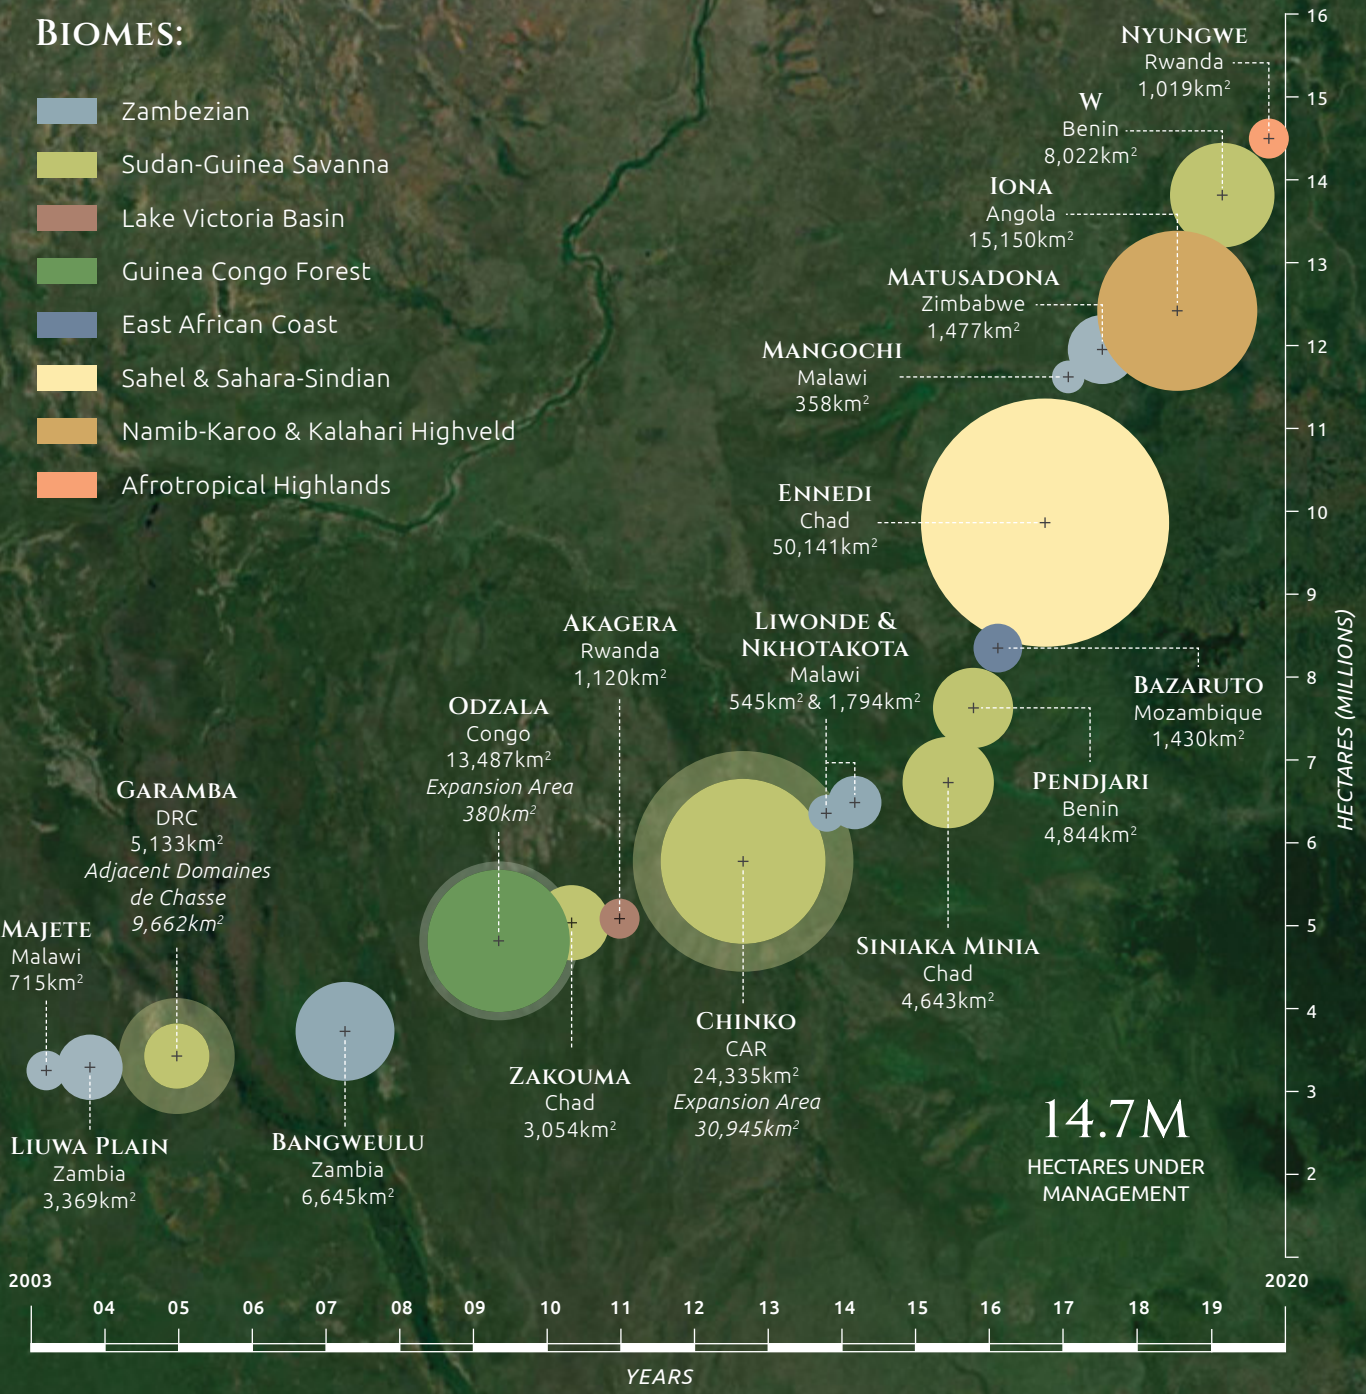 BIOMES:
Zambezian
Sudan-Guinea Savanna
Lake Victoria Basin
Guinea Congo Forest
East African Coast
Sahel & Sahara-Sindian
Namib-Karoo & Kalahari Highveld
Afrotropical Highlands
NYUNGWE
Rwanda
1,019km²
W
Benin
8,022km²
IONA
Angola
15,150km²
MATUSADONA
Zimbabwe
1,477km²
MANGOCHI
Malawi
358km²
ENNEDI
Chad
50,141km²
LIWONDE &
NKHOTAKOTA
Malawi
545km² & 1,794km²
BAZARUTO
Mozambique
1,430km²
PENDJARI
Benin
4,844km²
AKAGERA
Rwanda
1,120km²
ODZALA
Congo
13,487km²
Expansion Area
380km²
GARAMBA
DRC
5,133km²
Adjacent Domaines
de Chasse
9,662km²
MAJETE
Malawi
715km²
LIUWA PLAIN
Zambia
3,369km²
BANGWEULU
Zambia
6,645km²
ZAKOUMA
Chad
3,054km²
CHINKO
CAR
24,335km²
Expansion Area
30,945km²
SINIAKA MINIA
Chad
4,643km²
14.7M
HECTARES UNDER
MANAGEMENT
16
15
14
13
12
11
10
9
8
7
6
5
4
3
2
HECTARES (MILLIONS)
2003 04 05 06 07 08 09 10 11 12 13 14 15 16 17 18 19 2020
YEARS